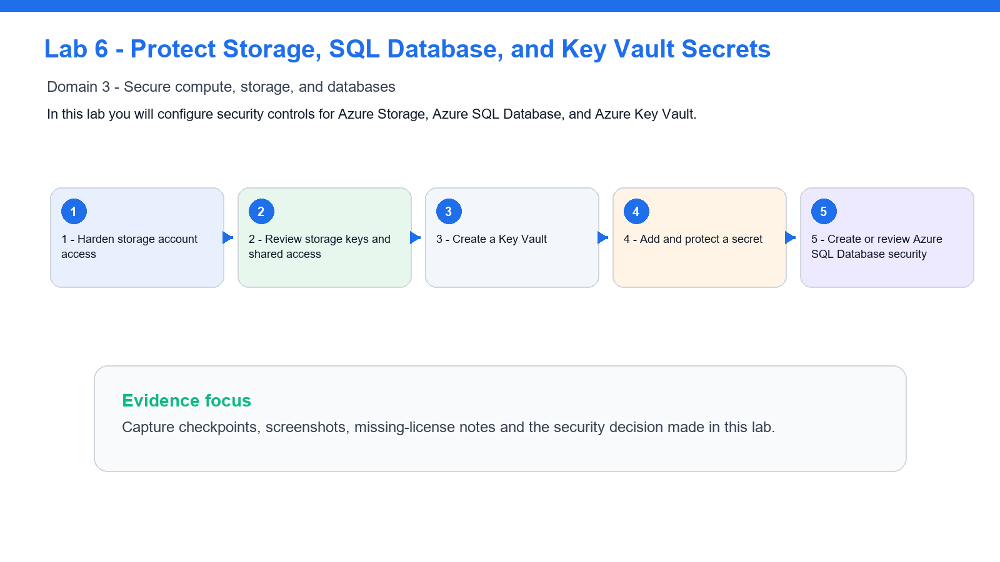 Lab 6 - Protect Storage, SQL Database, and Key Vault Secrets
Domain 3 - Secure compute, storage, and databases
In this lab you will configure security controls for Azure Storage, Azure SQL Database, and Azure Key Vault.
1
1 - Harden storage account
access
2
2 - Review storage keys and
shared access
3
3 - Create a Key Vault
4
4 - Add and protect a secret
5
5 - Create or review Azure
SQL Database security
Evidence focus
Capture checkpoints, screenshots, missing-license notes and the security decision made in this lab.